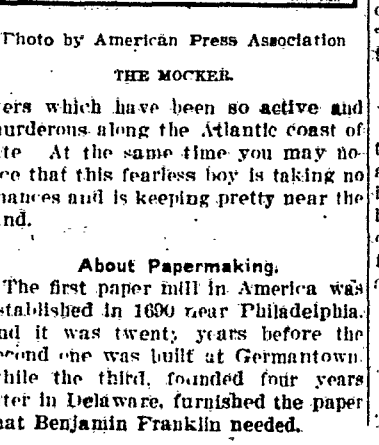 Photo by American Press Association
THE MOCKER.
ers which have been so active and
urderous along the Atlantic coast of
te. At the same time you may no-
ce that this fearless boy is taking no
hances and is keeping pretty near the
nd.
About Papermaking.
The first paper mill in America was
stablished in 1690 near Philadelphia,
nd it was twenty years before the
econd one was built at Germantown,
hile the third, founded four years
ter in Delaware, furnished the paper
hat Benjamin Franklin needed.